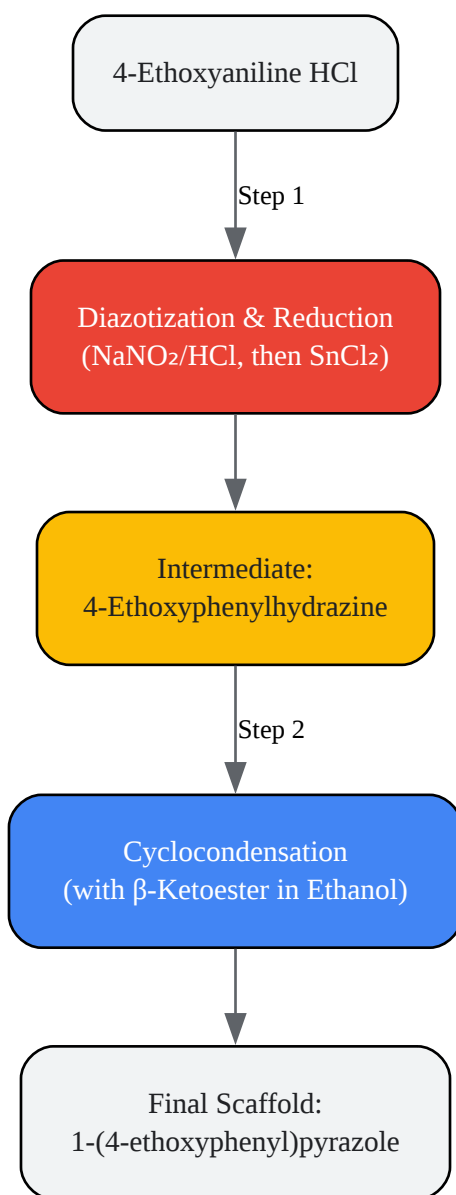 4-Ethoxyaniline HCl
Step 1
Diazotization & Reduction
(NaNO₂/HCl, then SnCl₂)
Intermediate:
4-Ethoxyphenylhydrazine
Step 2
Cyclocondensation
(with β-Ketoester in Ethanol)
Final Scaffold:
1-(4-ethoxyphenyl)pyrazole